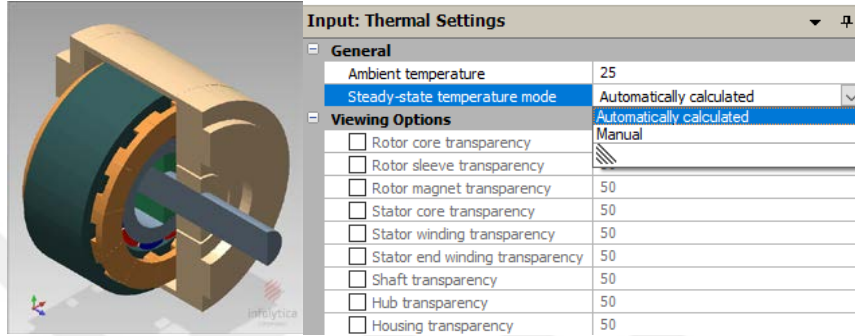 Input: Thermal Settings
General
Ambient temperature 25
Steady-state temperature mode Automatically calculated
Automatically calculated
Viewing Options
Manual
Rotor core transparency
Rotor sleeve transparency 50
Rotor magnet transparency 50
Stator core transparency 50
Stator winding transparency 50
Stator end winding transparency 50
Shaft transparency 50
Hub transparency 50
Housing transparency 50
infolytica